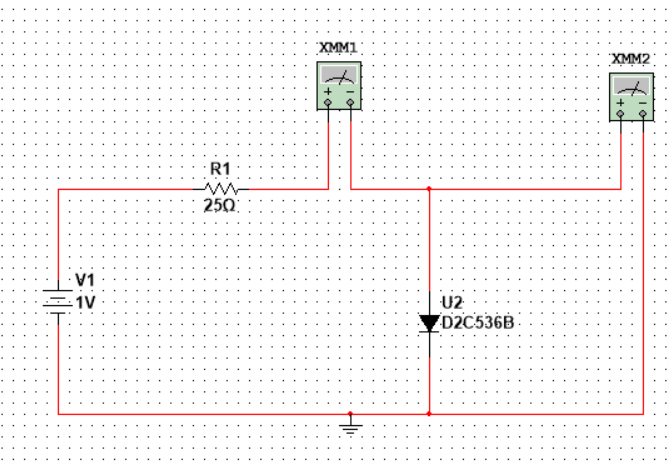 XMM1
+ −
XMM2
+ −
R1
25Ω
V1
1V
U2
D2C536B